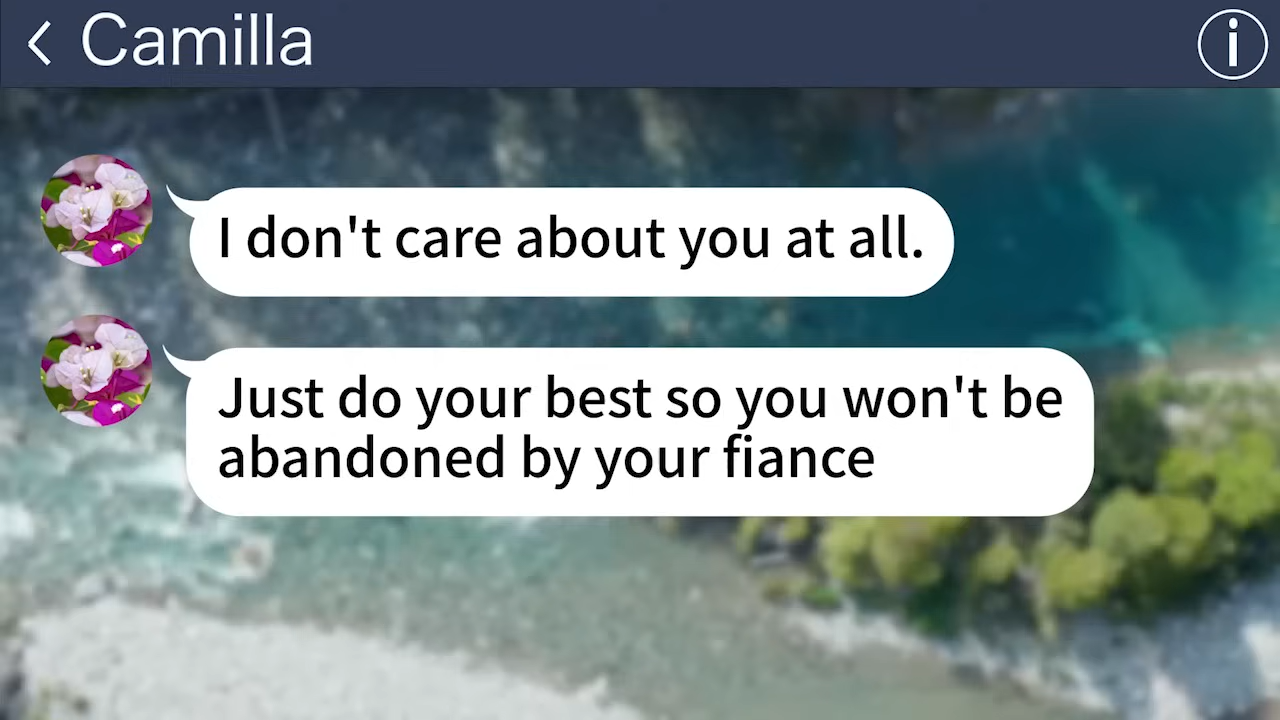 Camilla
I don't care about you at all.
Just do your best so you won't be
abandoned by your fiance